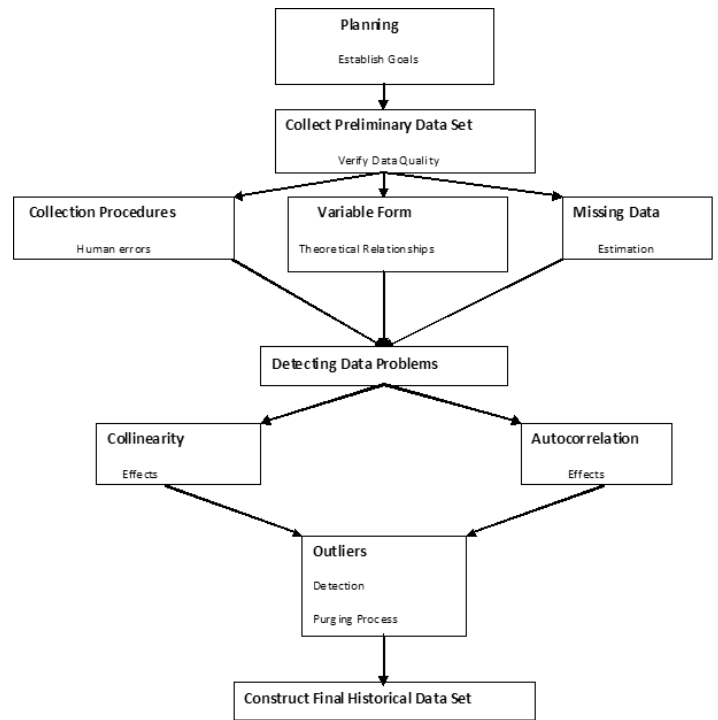 Planning
Establish Goals
Collect Preliminary Data Set
Verify Data Quality
Collection Procedures
Human errors
Variable Form
Theoretical Relationships
Missing Data
Estimation
Detecting Data Problems
Collinearity
Effects
Autocorrelation
Effects
Outliers
Detection
Purging Process
Construct Final Historical Data Set